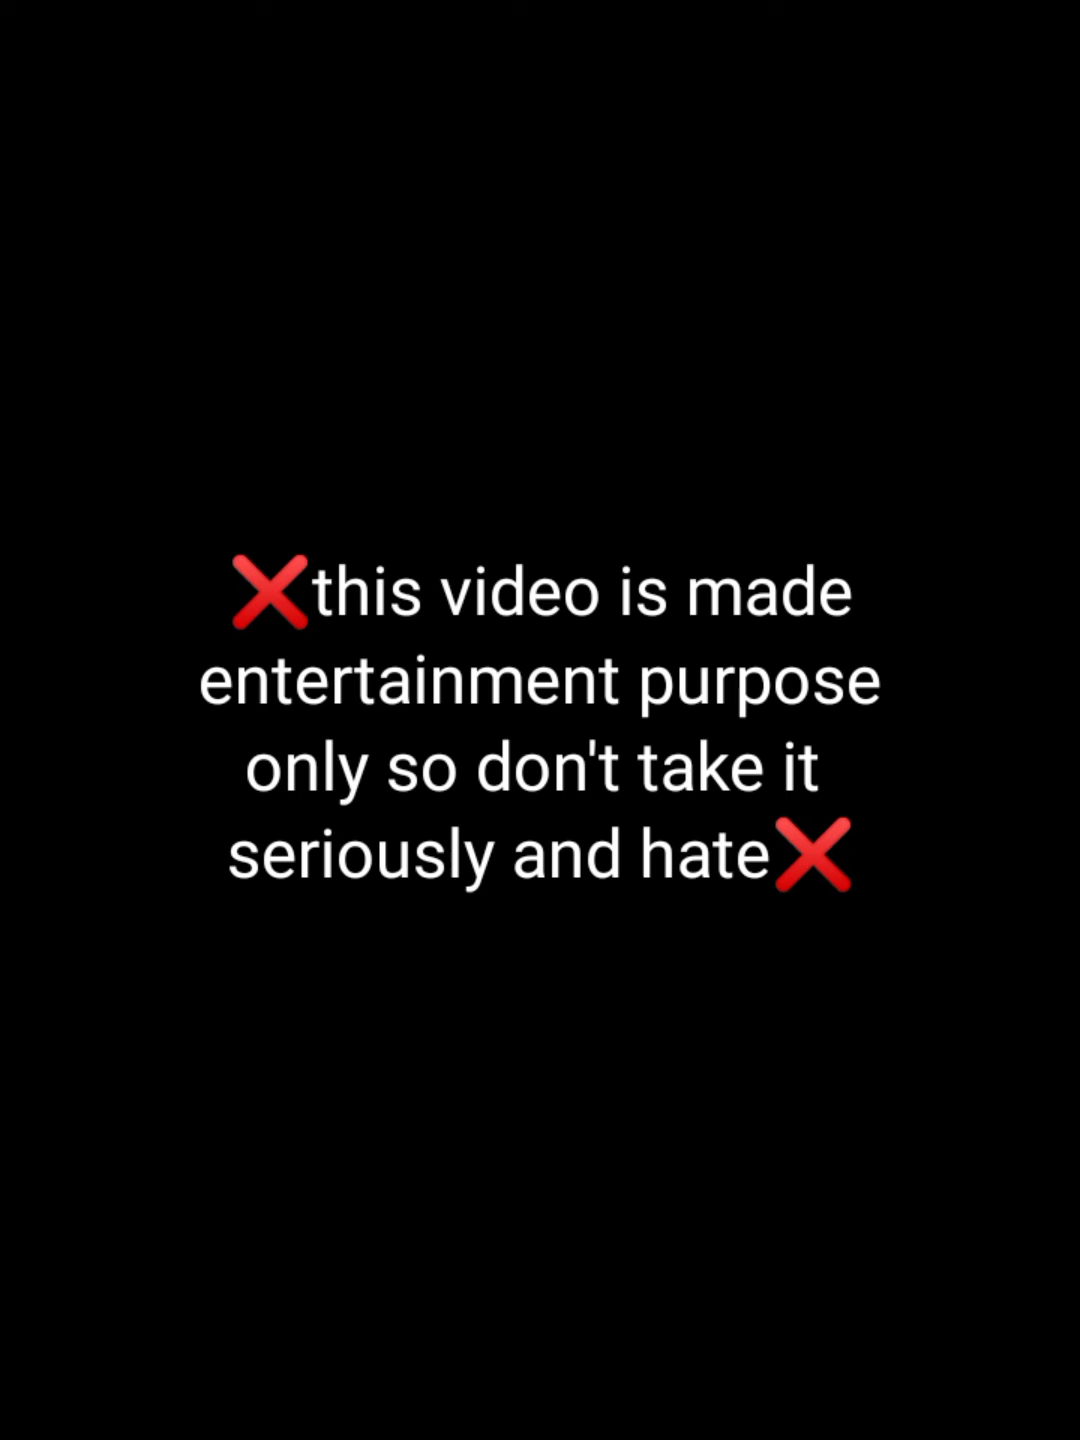 ❌this video is made
entertainment purpose
only so don't take it
seriously and hate❌